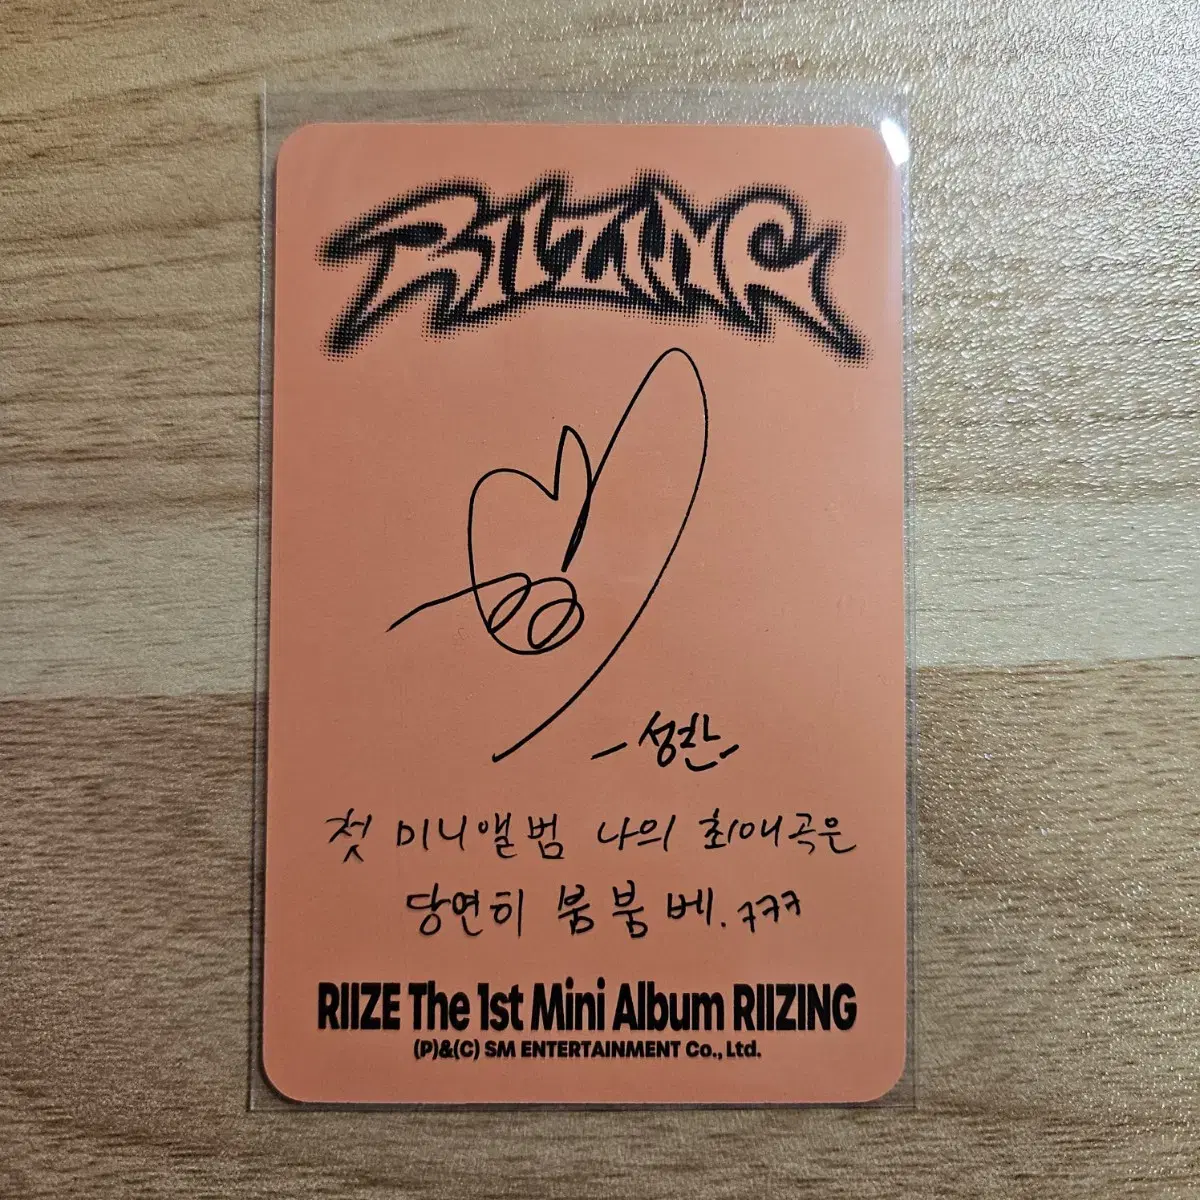 RIIZING
-성찬-
첫 미니앨범 나의 최애곡은
당연히 붐붐베. ㅋㅋㅋ
RIIZE The 1st Mini Album RIIZING
(P)&(C) SM ENTERTAINMENT Co., Ltd.